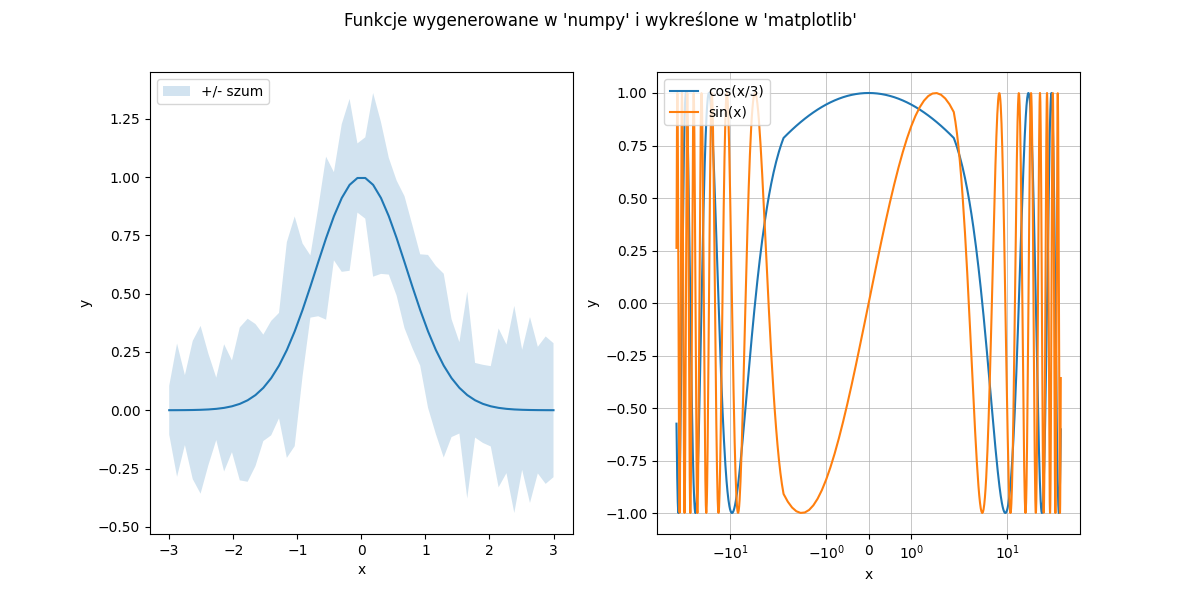 Funkcje wygenerowane w 'numpy' i wykreślone w 'matplotlib'
+/- szum
1.25
1.00
0.75
0.50
0.25
0.00
−0.25
−0.50
y
−3 −2 −1 0 1 2 3
x
cos(x/3)
sin(x)
1.00
0.75
0.50
0.25
0.00
−0.25
−0.50
−0.75
−1.00
y
−10¹ −10⁰ 0 10⁰ 10¹
x